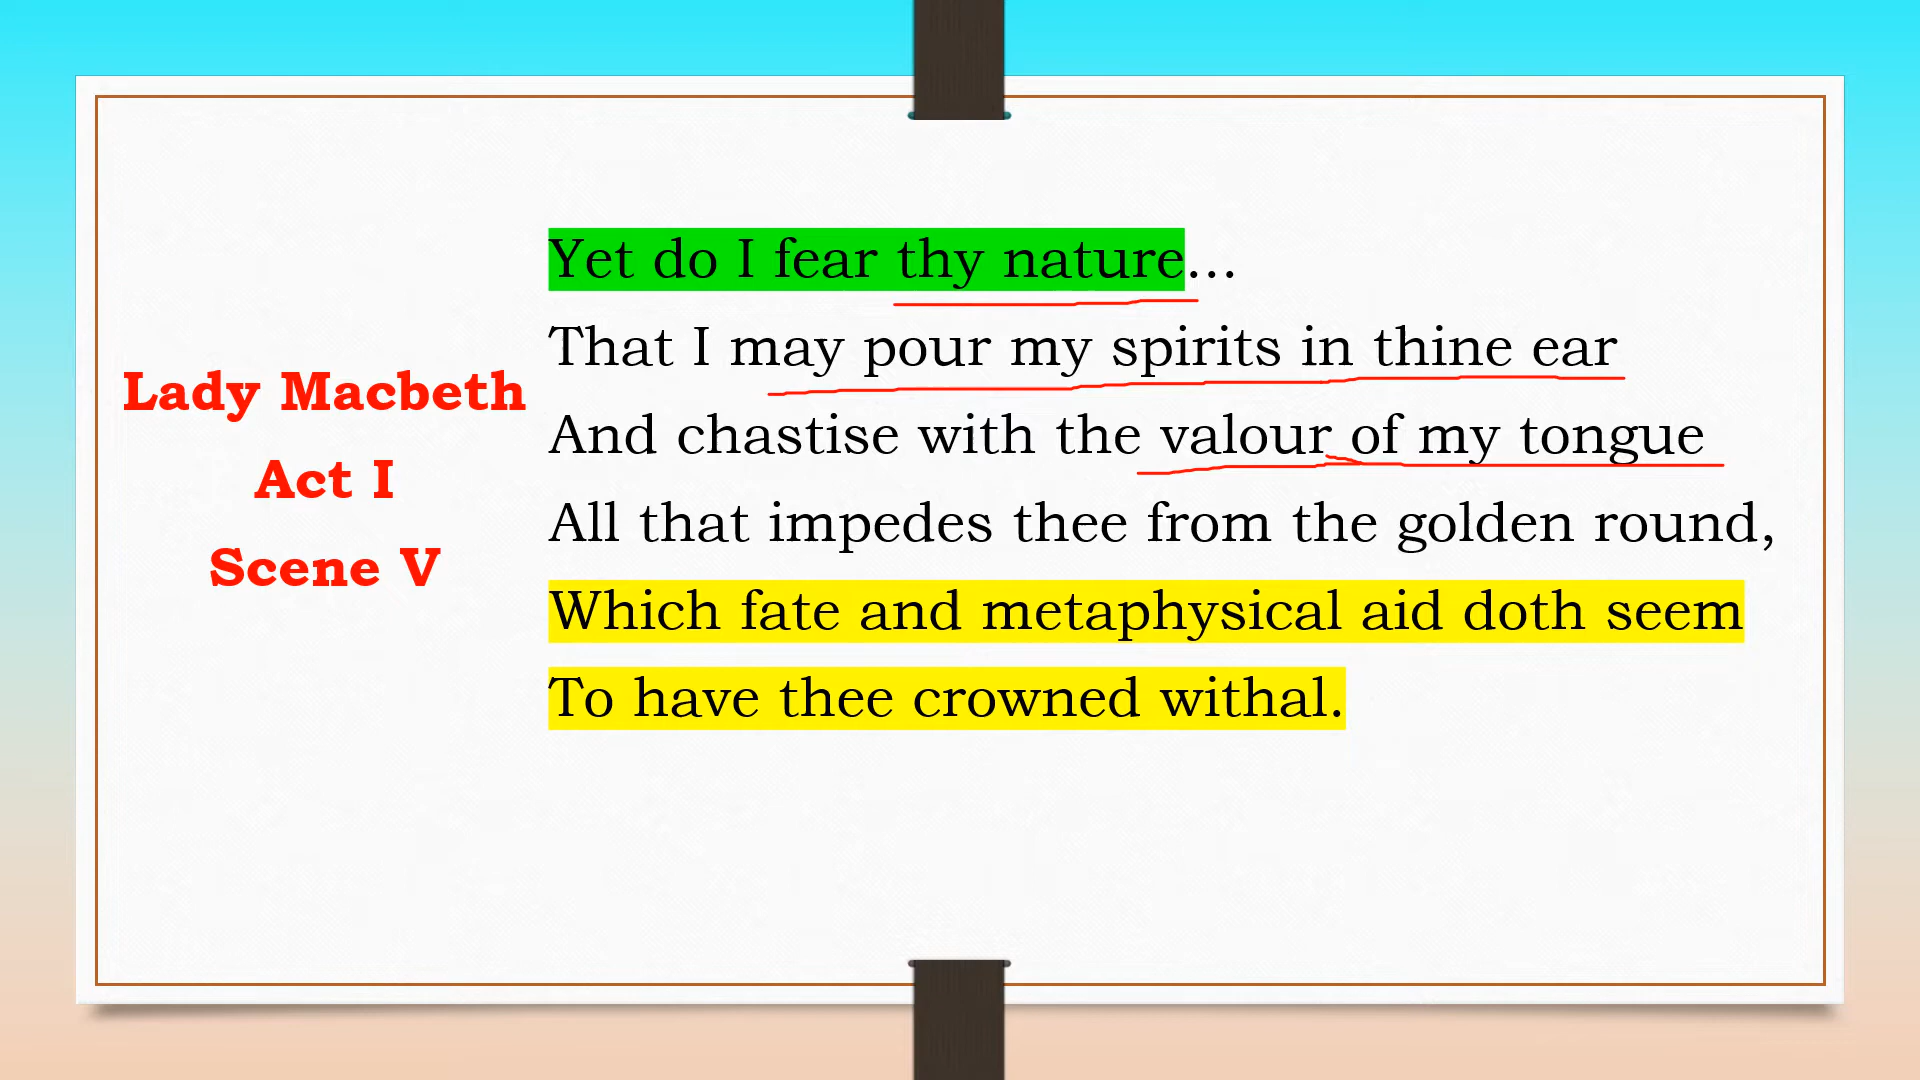 Lady Macbeth
Act I
Scene V
Yet do I fear thy nature...
That I may pour my spirits in thine ear
And chastise with the valour of my tongue
All that impedes thee from the golden round,
Which fate and metaphysical aid doth seem
To have thee crowned withal.